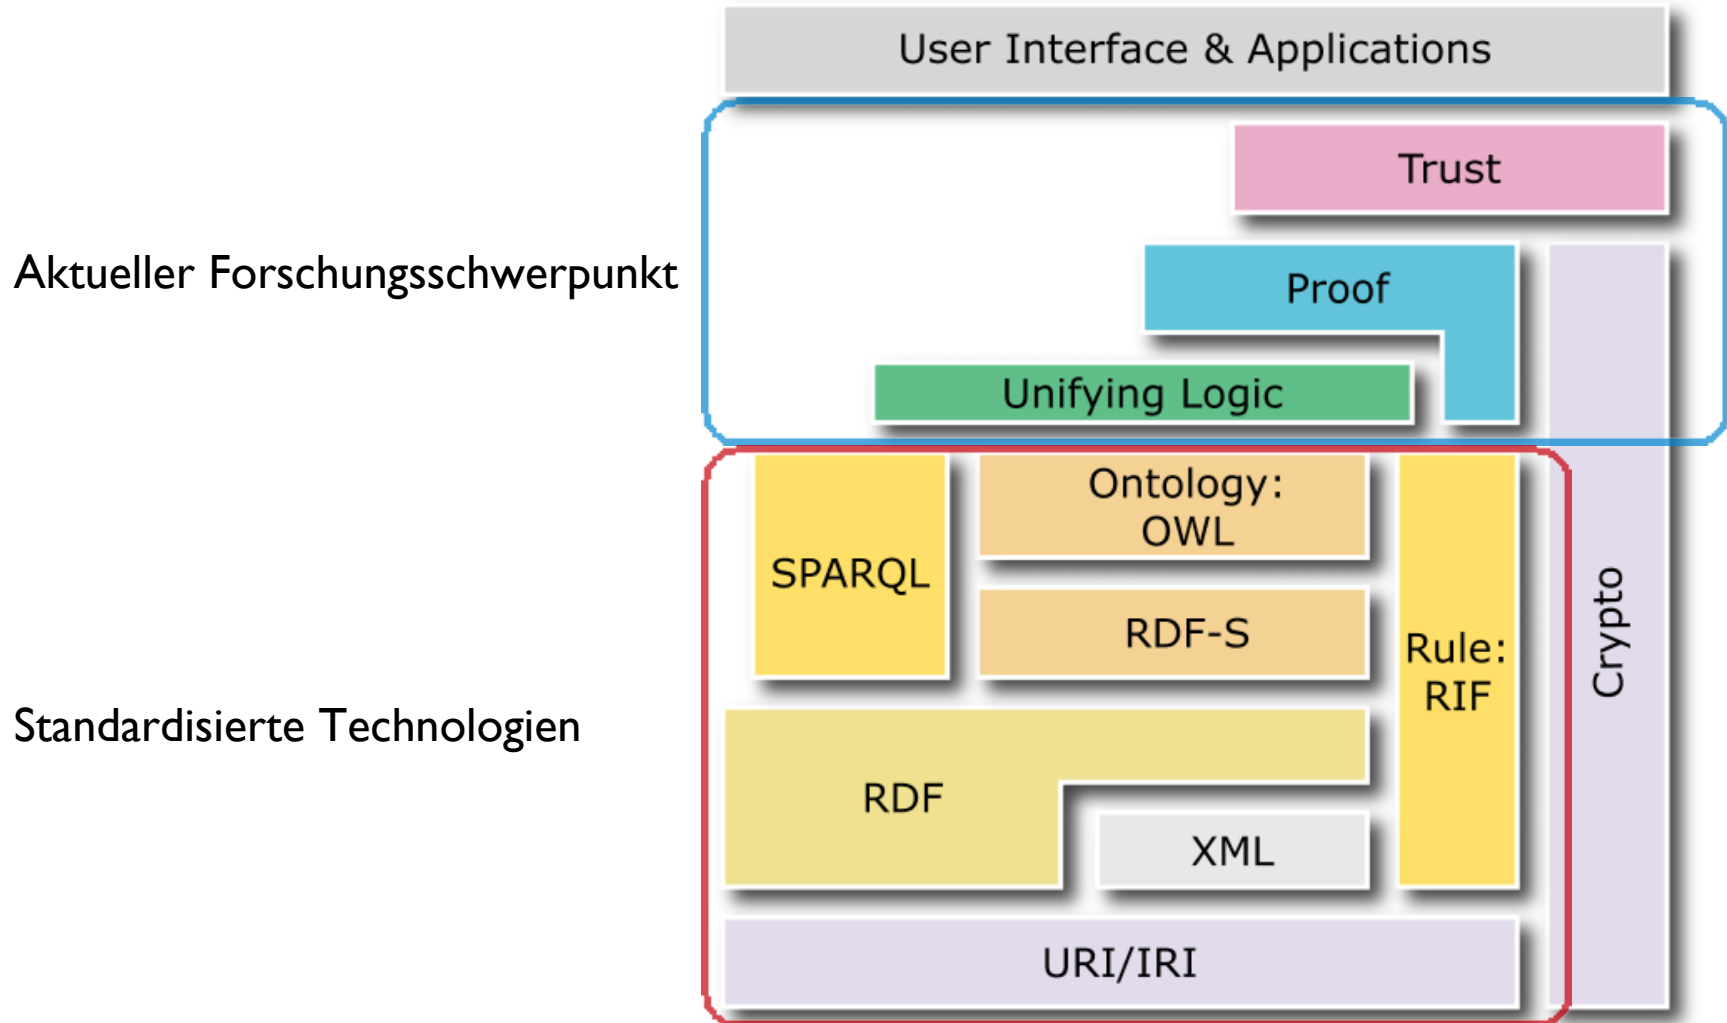 User Interface & Applications
Trust
Aktueller Forschungsschwerpunkt
Proof
Unifying Logic
Ontology:
OWL
SPARQL
RDF-S
Rule:
RIF
Crypto
Standardisierte Technologien
RDF
XML
URI/IRI